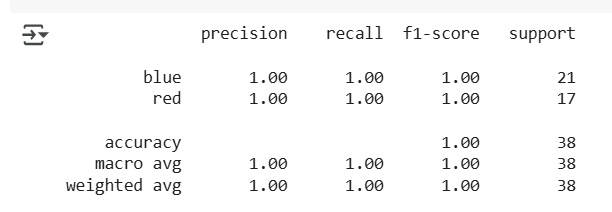 precision recall f1-score support
blue 1.00 1.00 1.00 21
red 1.00 1.00 1.00 17
accuracy 1.00 38
macro avg 1.00 1.00 1.00 38
weighted avg 1.00 1.00 1.00 38